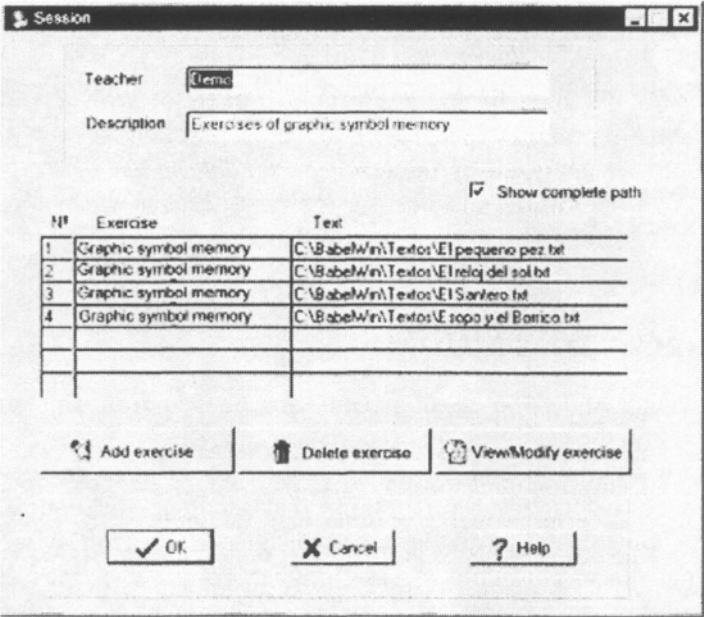 Session
Teacher Demo
Description Exercises of graphic symbol memory
Show complete path
Nº Exercise Text
1 Graphic symbol memory C:\BabelWin\Textos\El pequeno pez.txt
2 Graphic symbol memory C:\BabelWin\Textos\El reloj del sol.txt
3 Graphic symbol memory C:\BabelWin\Textos\El Santero.txt
4 Graphic symbol memory C:\BabelWin\Textos\Esopo y el Borrico.txt
Add exercise Delete exercise View/Modify exercise
OK Cancel Help